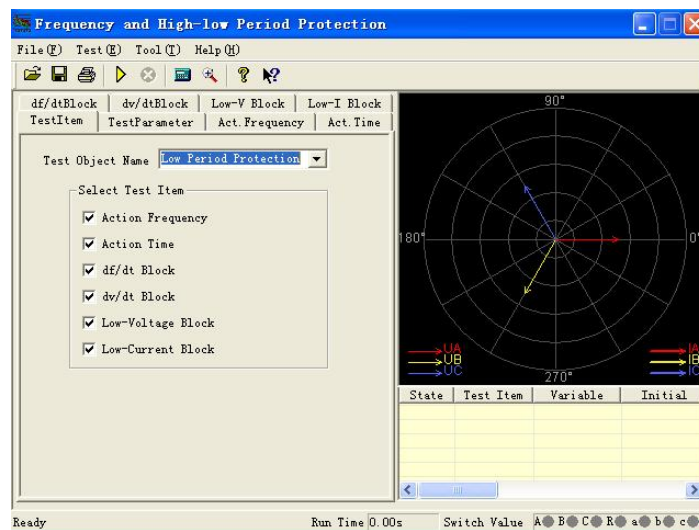 Frequency and High-low Period Protection
File(F) Test(E) Tool(T) Help(H)
df/dtBlock dv/dtBlock Low-V Block Low-I Block
TestItem TestParameter Act.Frequency Act.Time
Test Object Name Low Period Protection
Select Test Item
Action Frequency
Action Time
df/dt Block
dv/dt Block
Low-Voltage Block
Low-Current Block
90°
180°
0°
270°
UA
UB
UC
IA
IB
IC
State Test Item Variable Initial
Ready Run Time 0.00s Switch Value A B C R a b c